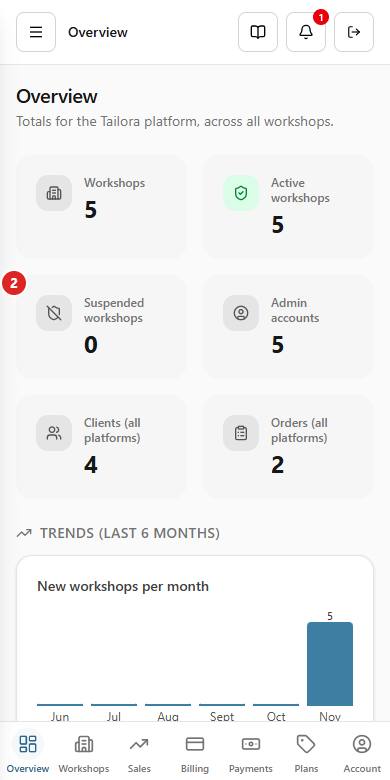 Overview
1
Overview
Totals for the Tailora platform, across all workshops.
Workshops
5
Active
workshops
5
2
Suspended
workshops
0
Admin
accounts
5
Clients (all
platforms)
4
Orders (all
platforms)
2
TRENDS (LAST 6 MONTHS)
New workshops per month
5
Jun Jul Aug Sept Oct Nov
Overview Workshops Sales Billing Payments Plans Account